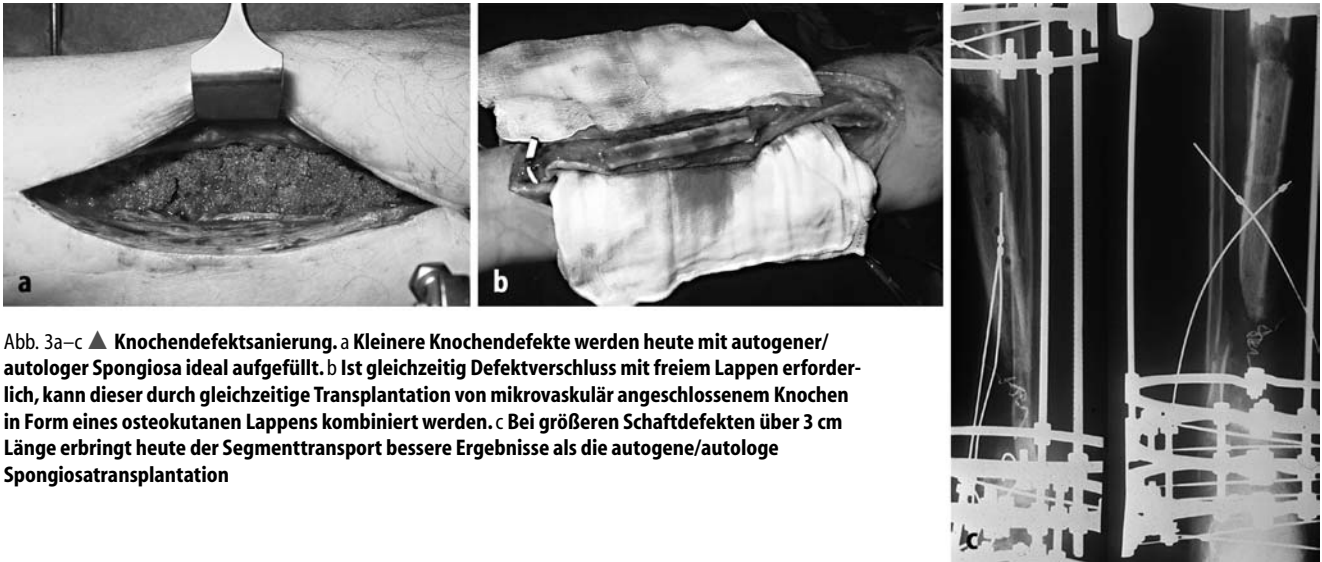 a
b
c
Abb. 3a–c ▲ Knochendefektsanierung. a Kleinere Knochendefekte werden heute mit autogener/
autologer Spongiosa ideal aufgefüllt. b Ist gleichzeitig Defektverschluss mit freiem Lappen erforder-
lich, kann dieser durch gleichzeitige Transplantation von mikrovaskulär angeschlossenem Knochen
in Form eines osteokutanen Lappens kombiniert werden. c Bei größeren Schaftdefekten über 3 cm
Länge erbringt heute der Segmenttransport bessere Ergebnisse als die autogene/autologe
Spongiosatransplantation